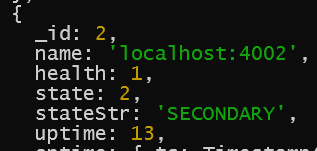 {
_id: 2,
name: 'localhost:4002',
health: 1,
state: 2,
stateStr: 'SECONDARY',
uptime: 13,